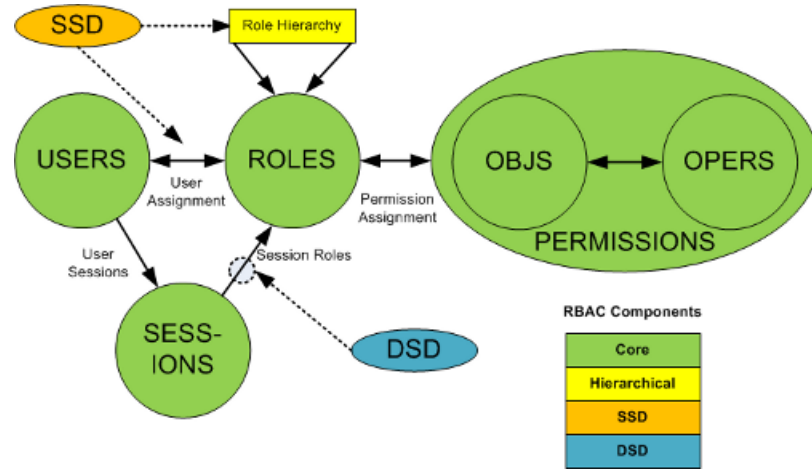 SSD
Role Hierarchy
USERS
ROLES
OBJS
OPERS
User
Assignment
Permission
Assignment
PERMISSIONS
User
Sessions
Session Roles
SESS-
IONS
DSD
RBAC Components
Core
Hierarchical
SSD
DSD